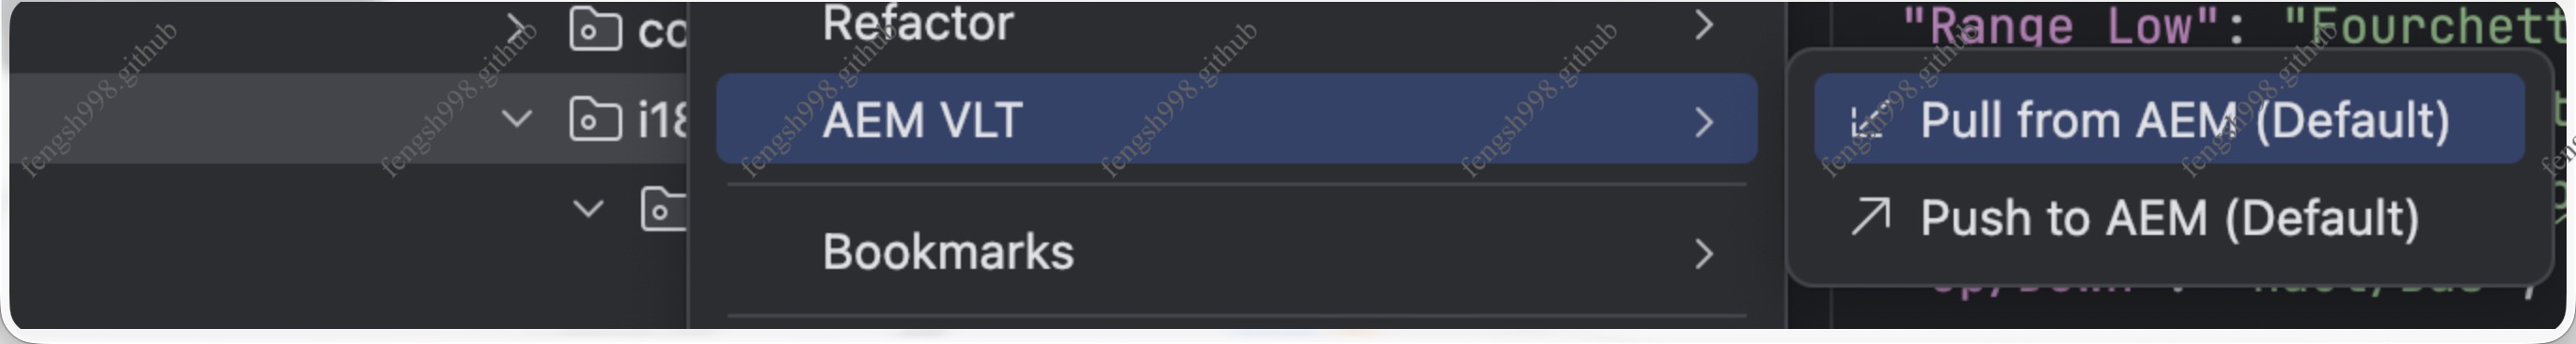 co
Refactor
"Range Low": "Fourchett
i18
AEM VLT
Pull from AEM (Default)
Push to AEM (Default)
Bookmarks
fengsh998.github
fengsh998.github
fengsh998.github
fengsh998.github
fengsh998.github
fengsh998.github
fengsh998.github